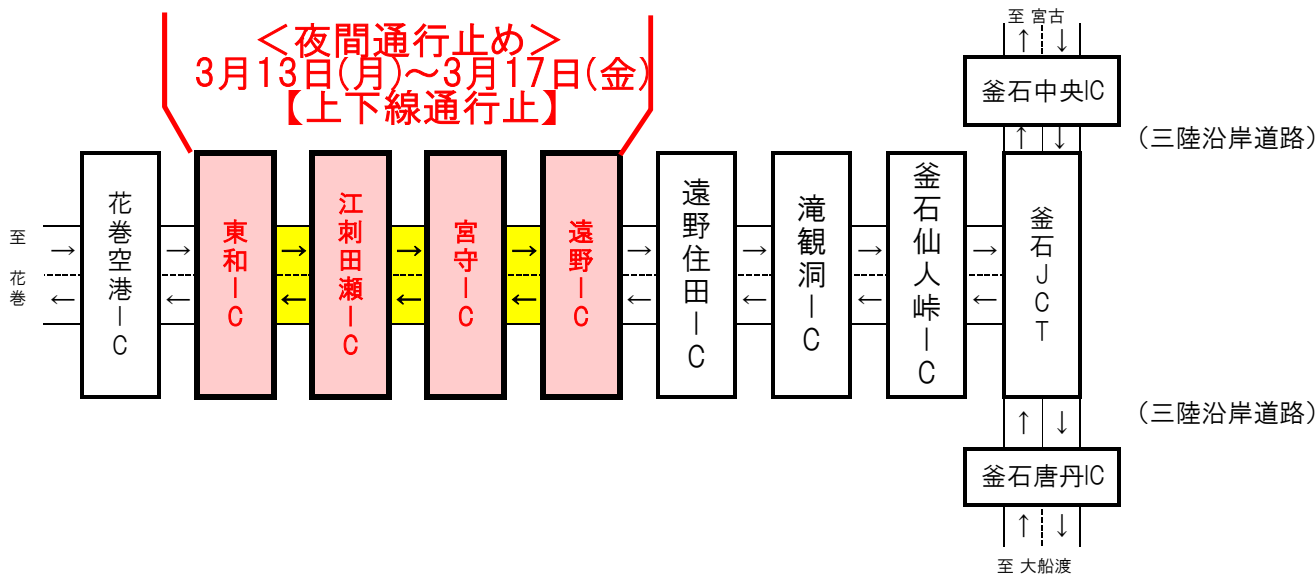 至 宮古
↑ ↓
<夜間通行止め>
3月13日(月)~3月17日(金)
【上下線通行止】
釜石中央IC
↑ ↓
(三陸沿岸道路)
至 花巻
→
←
花巻空港IC
→
←
東和IC
→
←
江刺田瀬IC
→
←
宮守IC
→
←
遠野IC
→
←
遠野住田IC
→
←
滝観洞IC
→
←
釜石仙人峠IC
→
←
釜石JCT
↑ ↓
(三陸沿岸道路)
釜石唐丹IC
↑ ↓
至 大船渡